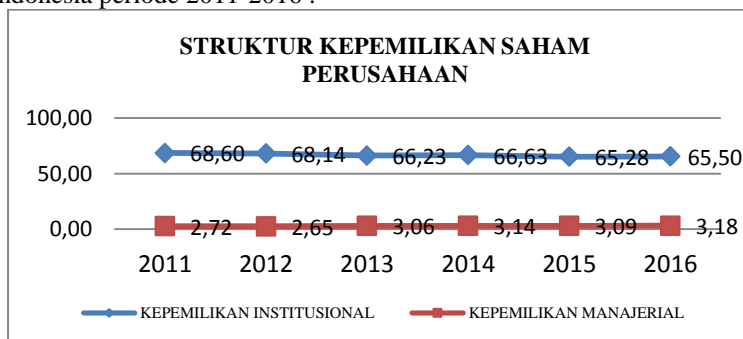 ndonesia periode 2011-2016 :
STRUKTUR KEPEMILIKAN SAHAM
PERUSAHAAN
100,00
50,00
0,00
68,60 68,14 66,23 66,63 65,28 65,50
2,72 2,65 3,06 3,14 3,09 3,18
2011 2012 2013 2014 2015 2016
KEPEMILIKAN INSTITUSIONAL KEPEMILIKAN MANAJERIAL